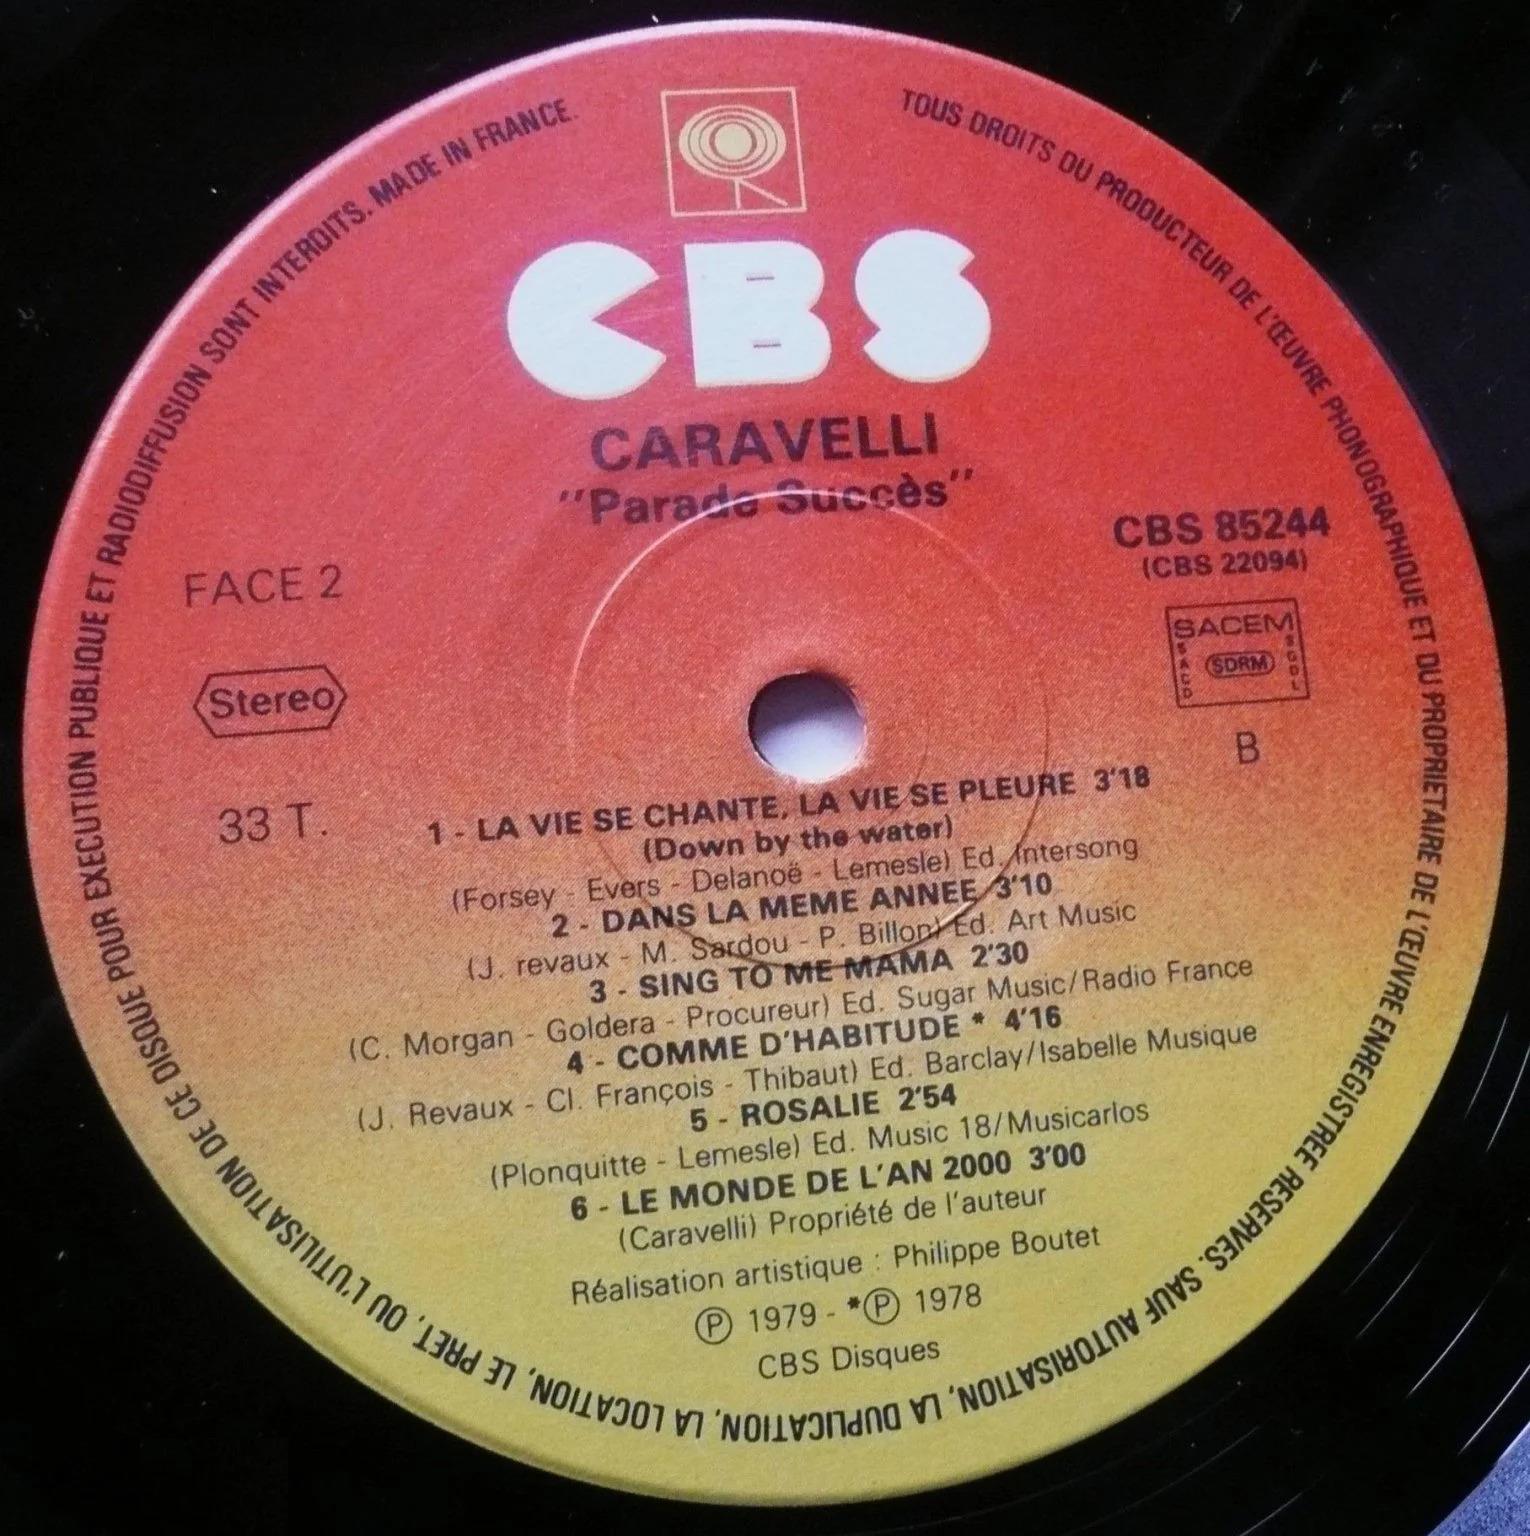 TOUS DROITS DU PRODUCTEUR DE L'ŒUVRE PHONOGRAPHIQUE ET DU PROPRIETAIRE DE L'ŒUVRE ENREGISTREE RESERVES. SAUF AUTORISATION, LA DUPLICATION, LA LOCATION, LE PRET, OU L'UTILISATION DE CE DISQUE POUR EXECUTION PUBLIQUE ET RADIODIFFUSION SONT INTERDITS. MADE IN FRANCE.
CBS
CARAVELLI
"Parade Succès"
CBS 85244
(CBS 22094)
FACE 2
SACEM
SACD
SDRM
SGDL
Stereo
B
33 T.
1 - LA VIE SE CHANTE, LA VIE SE PLEURE 3'18
(Down by the water)
(Forsey - Evers - Delanoë - Lemesle) Ed. Intersong
2 - DANS LA MEME ANNEE 3'10
(J. revaux - M. Sardou - P. Billon) Ed. Art Music
3 - SING TO ME MAMA 2'30
(C. Morgan - Goldera - Procureur) Ed. Sugar Music/Radio France
4 - COMME D'HABITUDE * 4'16
(J. Revaux - Cl. François - Thibaut) Ed. Barclay/Isabelle Musique
5 - ROSALIE 2'54
(Plonquitte - Lemesle) Ed. Music 18/Musicarlos
6 - LE MONDE DE L'AN 2000 3'00
(Caravelli) Propriété de l'auteur
Réalisation artistique : Philippe Boutet
℗ 1979 - *℗ 1978
CBS Disques